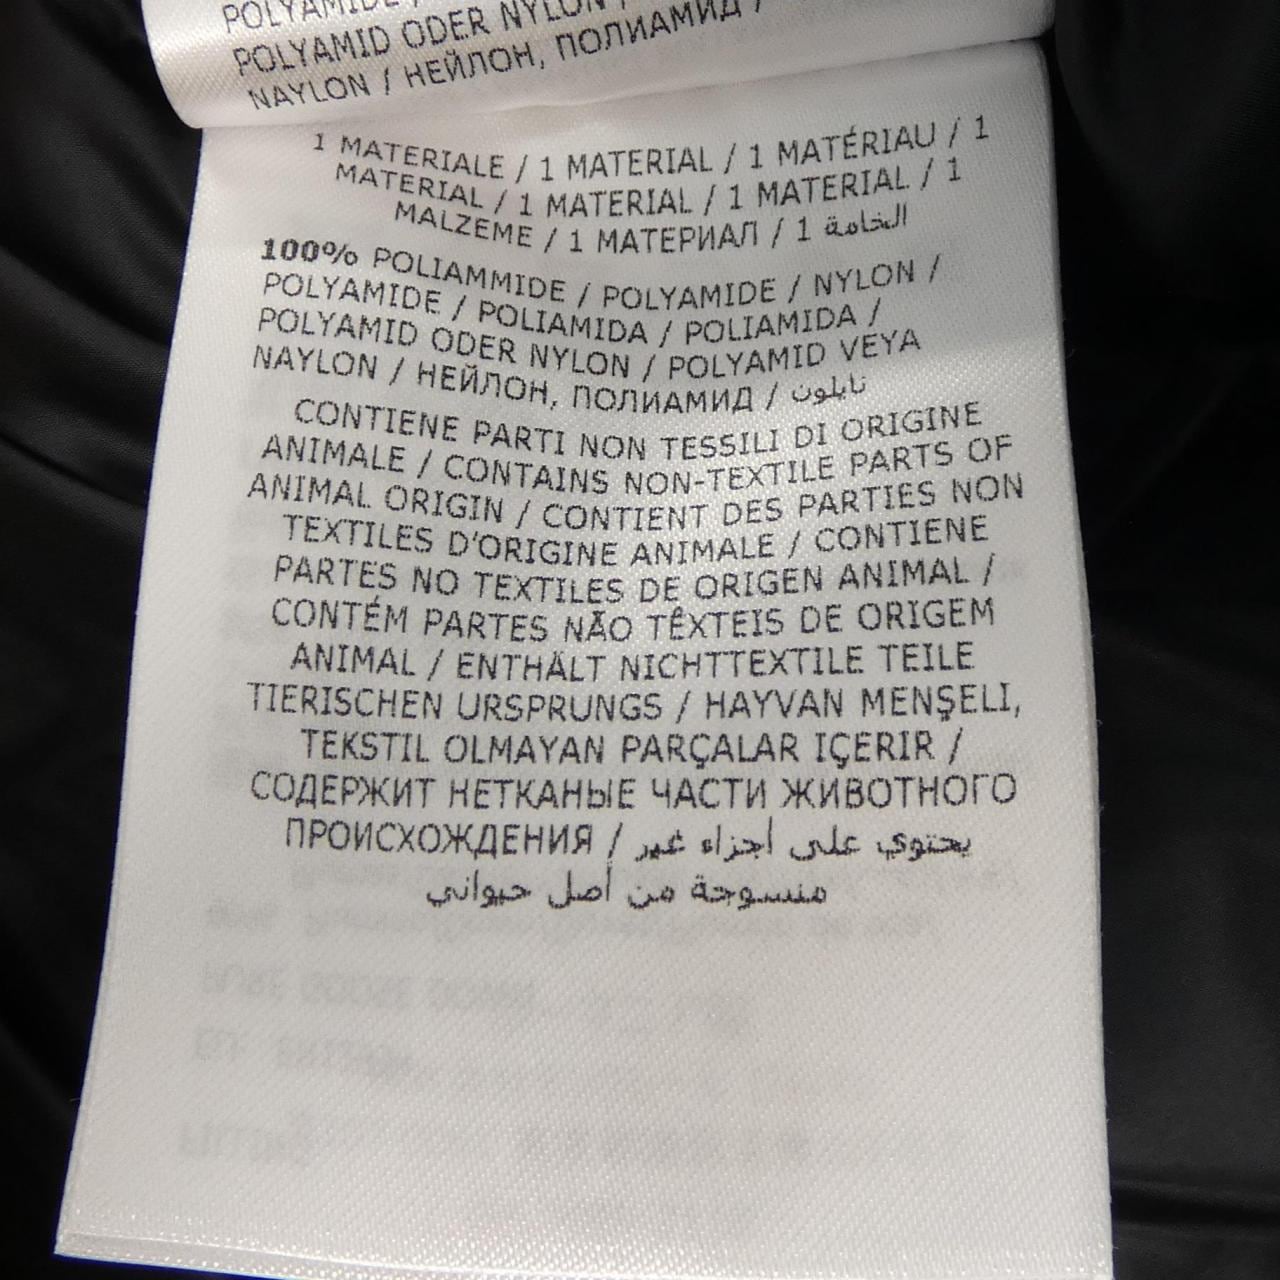 POLYAMIDE /
POLYAMID ODER NYLON /
NAYLON / НЕЙЛОН, ПОЛИАМИД /
1 MATERIALE / 1 MATERIAL / 1 MATÉRIAU / 1
MATERIAL / 1 MATERIAL / 1 MATERIAL / 1
MALZEME / 1 МАТЕРИАЛ / 1 الخامة
100% POLIAMMIDE / POLYAMIDE / NYLON /
POLYAMIDE / POLIAMIDA / POLIAMIDA /
POLYAMID ODER NYLON / POLYAMID VEYA
NAYLON / НЕЙЛОН, ПОЛИАМИД / نايلون
CONTIENE PARTI NON TESSILI DI ORIGINE
ANIMALE / CONTAINS NON-TEXTILE PARTS OF
ANIMAL ORIGIN / CONTIENT DES PARTIES NON
TEXTILES D'ORIGINE ANIMALE / CONTIENE
PARTES NO TEXTILES DE ORIGEN ANIMAL /
CONTÉM PARTES NÃO TÊXTEIS DE ORIGEM
ANIMAL / ENTHÄLT NICHTTEXTILE TEILE
TIERISCHEN URSPRUNGS / HAYVAN MENŞELI,
TEKSTIL OLMAYAN PARÇALAR IÇERIR /
СОДЕРЖИТ НЕТКАНЫЕ ЧАСТИ ЖИВОТНОГО
ПРОИСХОЖДЕНИЯ / يحتوي على أجزاء غير
منسوجة من أصل حيواني